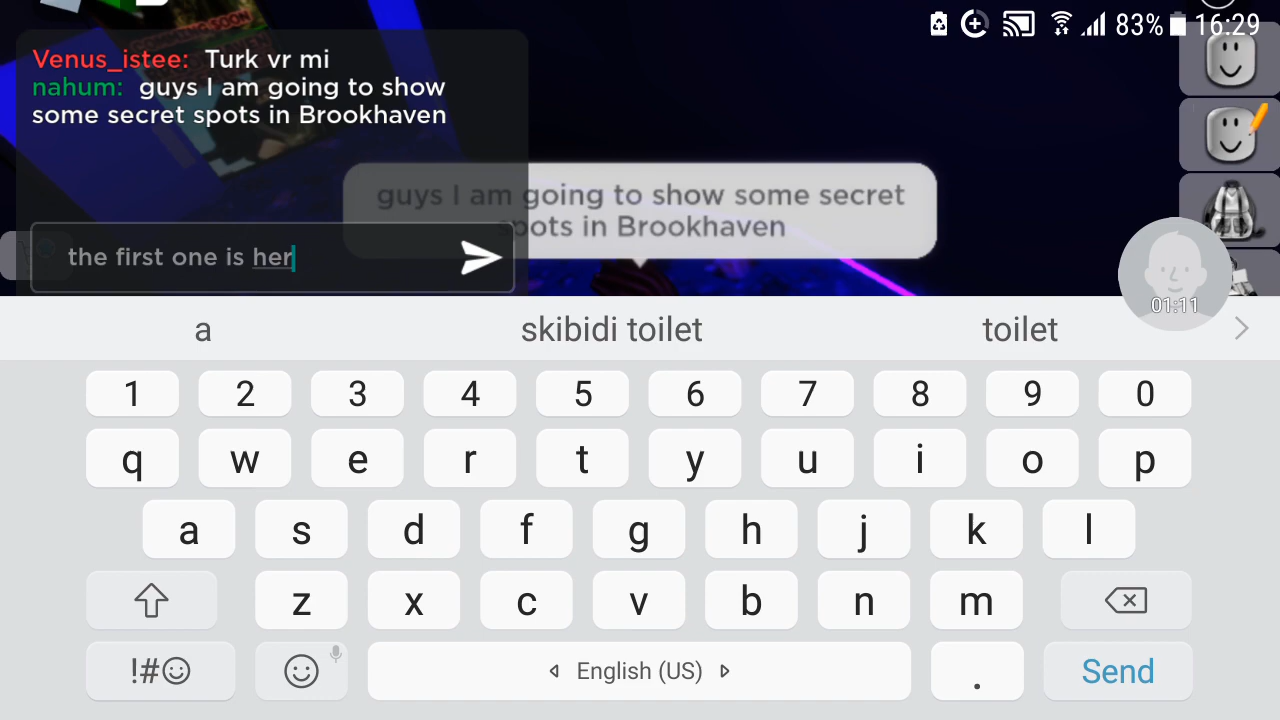 83% 16:29
Venus_istee: Turk vr mi
nahum: guys I am going to show
some secret spots in Brookhaven
guys I am going to show some secret
spots in Brookhaven
the first one is her
01:11
a skibidi toilet toilet
1 2 3 4 5 6 7 8 9 0
q w e r t y u i o p
a s d f g h j k l
z x c v b n m
!#☺ English (US) . Send